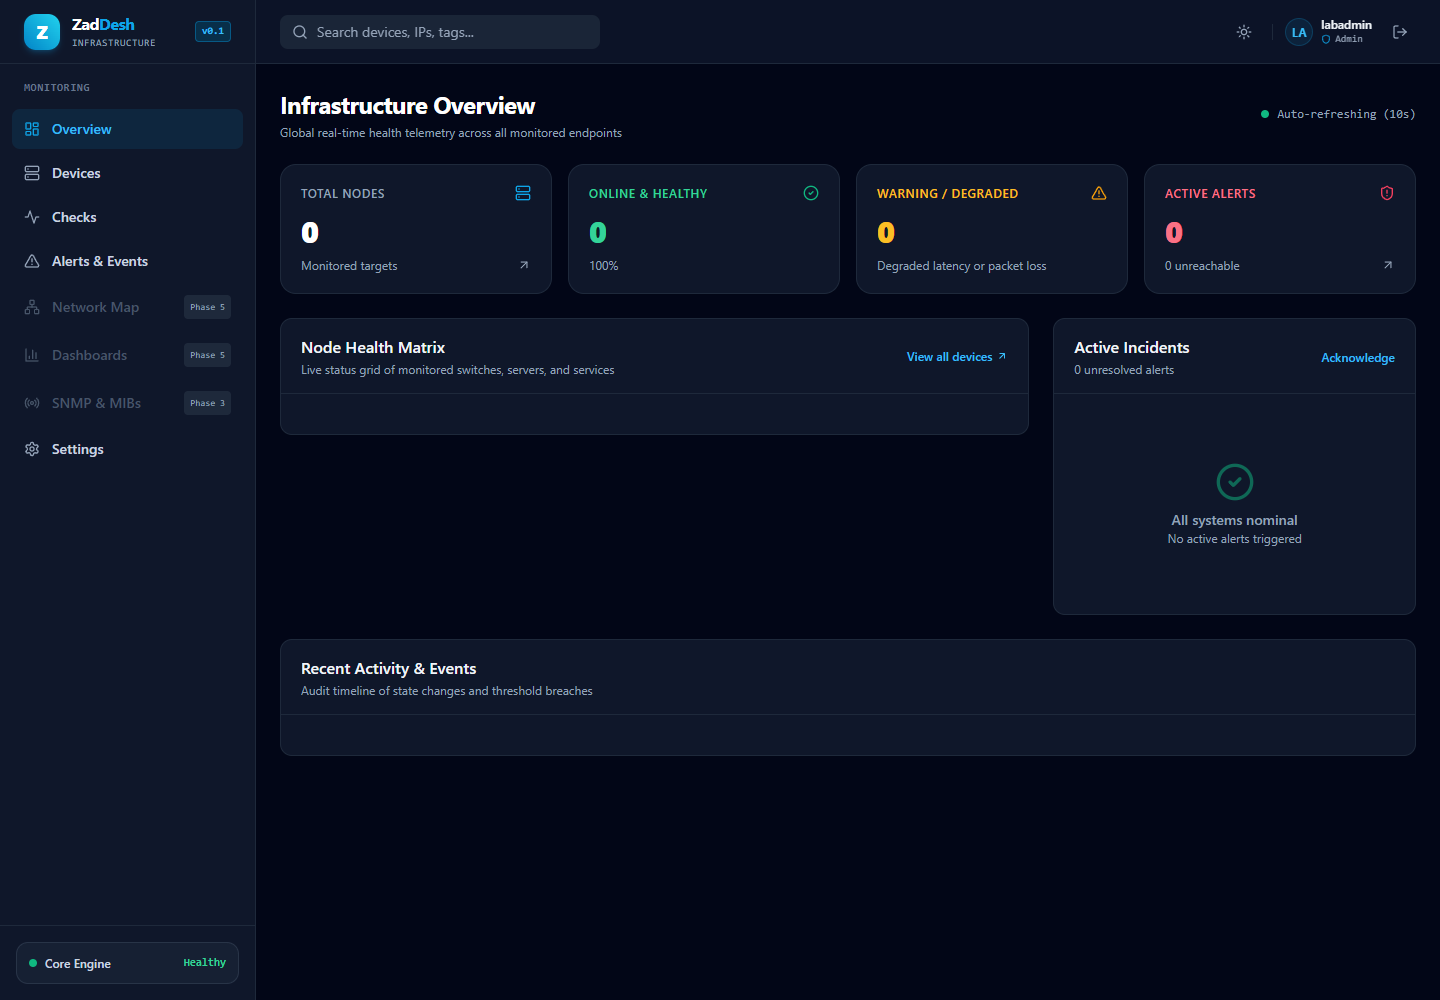 Z
ZadDesh
INFRASTRUCTURE
v0.1
Search devices, IPs, tags...
LA
labadmin
Admin
MONITORING
Overview
Devices
Checks
Alerts & Events
Network Map
Phase 5
Dashboards
Phase 5
SNMP & MIBs
Phase 3
Settings
Core Engine
Healthy
Infrastructure Overview
Global real-time health telemetry across all monitored endpoints
Auto-refreshing (10s)
TOTAL NODES
0
Monitored targets
ONLINE & HEALTHY
0
100%
WARNING / DEGRADED
0
Degraded latency or packet loss
ACTIVE ALERTS
0
0 unreachable
Node Health Matrix
Live status grid of monitored switches, servers, and services
View all devices
Active Incidents
0 unresolved alerts
Acknowledge
All systems nominal
No active alerts triggered
Recent Activity & Events
Audit timeline of state changes and threshold breaches